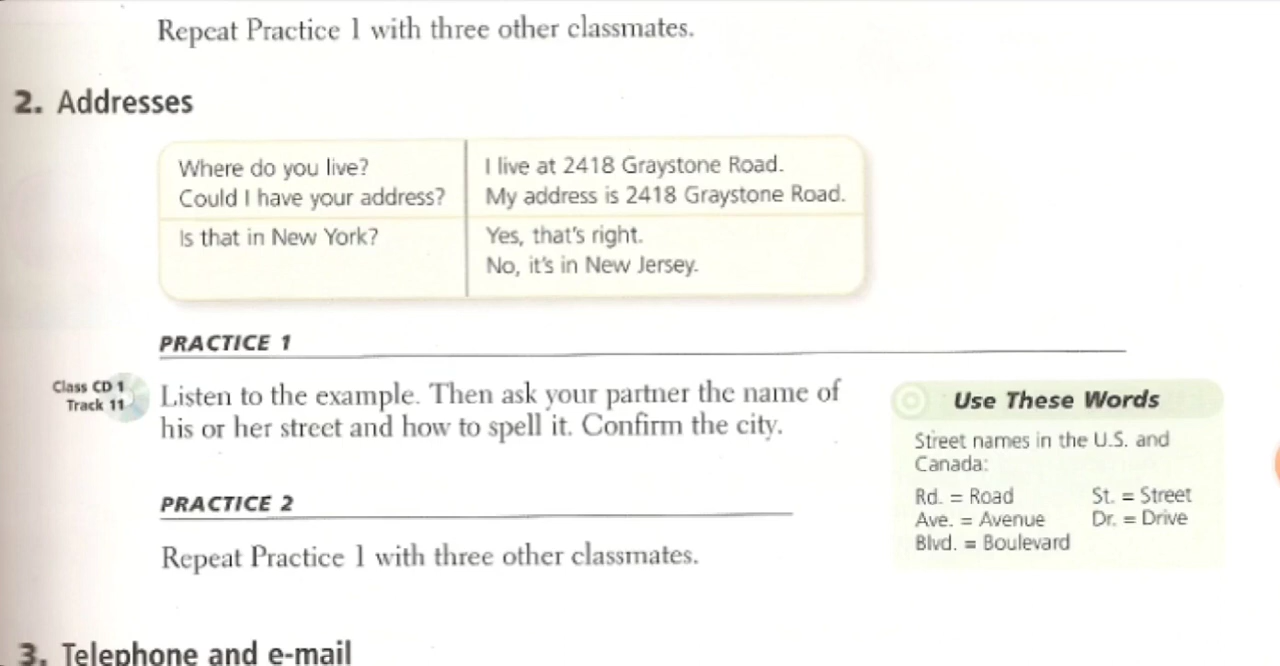 Repeat Practice 1 with three other classmates.
2. Addresses
Where do you live?
Could I have your address?
I live at 2418 Graystone Road.
My address is 2418 Graystone Road.
Is that in New York?
Yes, that's right.
No, it's in New Jersey.
PRACTICE 1
Class CD 1
Track 11
Listen to the example. Then ask your partner the name of
his or her street and how to spell it. Confirm the city.
PRACTICE 2
Repeat Practice 1 with three other classmates.
Use These Words
Street names in the U.S. and
Canada:
Rd. = Road
St. = Street
Ave. = Avenue
Dr. = Drive
Blvd. = Boulevard
3. Telephone and e-mail